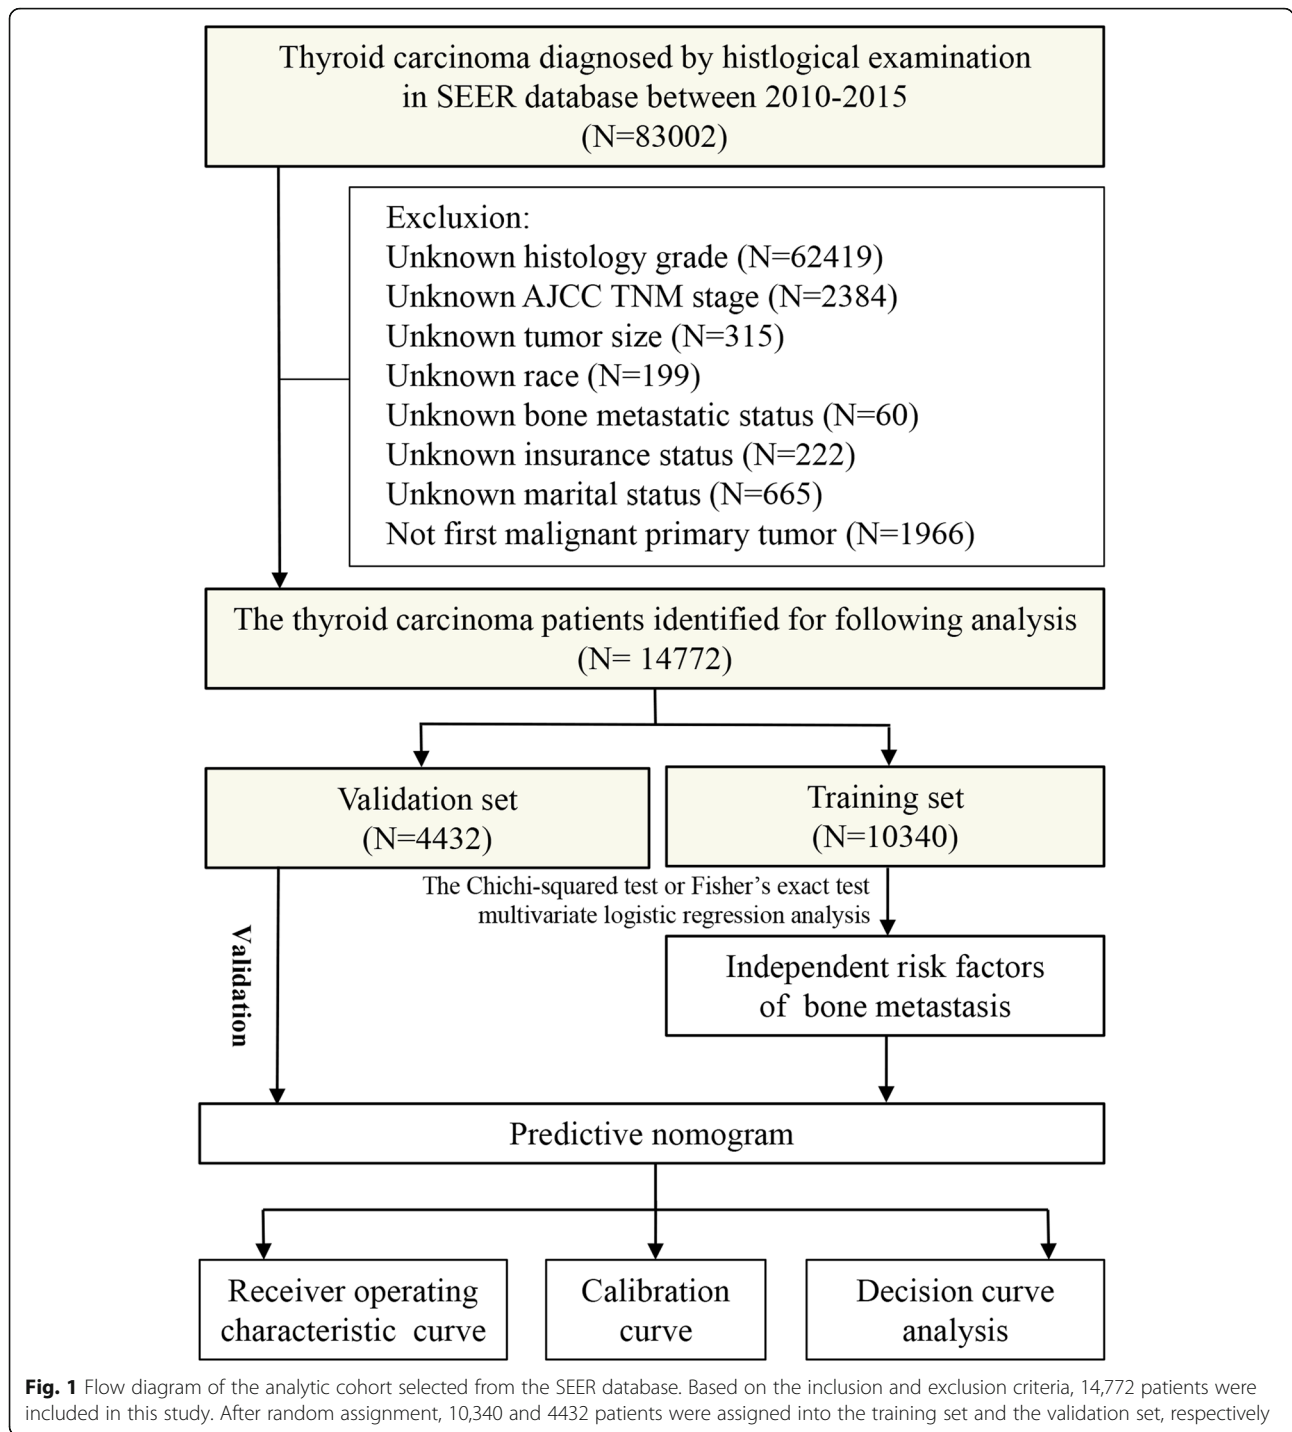 Thyroid carcinoma diagnosed by histlogical examination
in SEER database between 2010-2015
(N=83002)
Excluxion:
Unknown histology grade (N=62419)
Unknown AJCC TNM stage (N=2384)
Unknown tumor size (N=315)
Unknown race (N=199)
Unknown bone metastatic status (N=60)
Unknown insurance status (N=222)
Unknown marital status (N=665)
Not first malignant primary tumor (N=1966)
The thyroid carcinoma patients identified for following analysis
(N= 14772)
Validation set
(N=4432)
Training set
(N=10340)
The Chichi-squared test or Fisher's exact test
multivariate logistic regression analysis
Validation
Independent risk factors
of bone metastasis
Predictive nomogram
Receiver operating
characteristic curve
Calibration
curve
Decision curve
analysis
Fig. 1 Flow diagram of the analytic cohort selected from the SEER database. Based on the inclusion and exclusion criteria, 14,772 patients were
included in this study. After random assignment, 10,340 and 4432 patients were assigned into the training set and the validation set, respectively